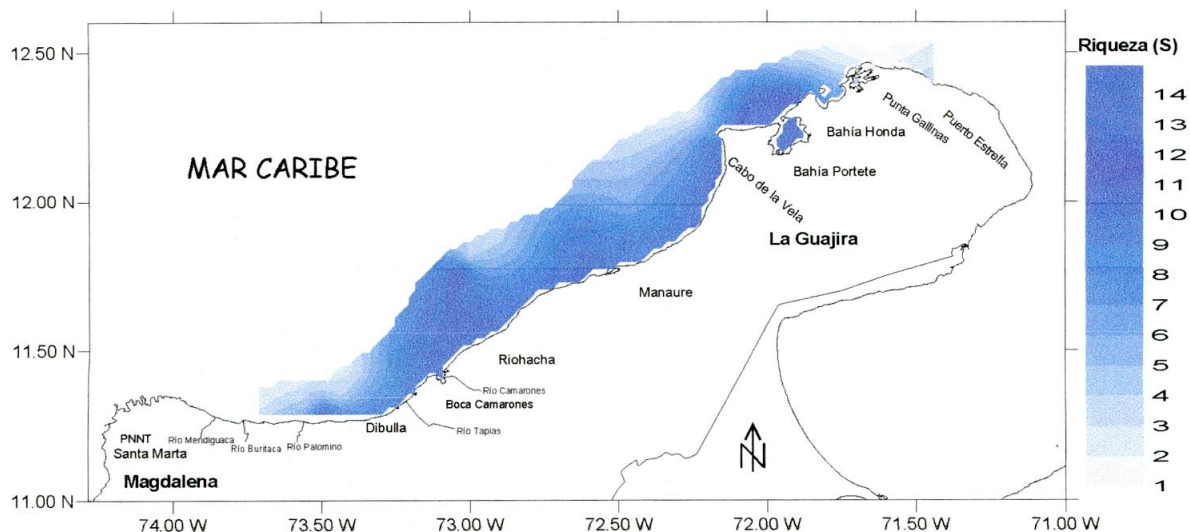 12.50 N
12.00 N
11.50 N
11.00 N
74.00 W
73.50 W
73.00 W
72.50 W
72.00 W
71.50 W
71.00 W
MAR CARIBE
Punta Gallinas
Puerto Estrella
Bahía Honda
Bahía Portete
Cabo de la Vela
La Guajira
Manaure
Riohacha
Río Camarones
Boca Camarones
Río Tapias
Dibulla
Río Palomino
Río Buritaca
Río Mendiguaca
PNNT
Santa Marta
Magdalena
N
Riqueza (S)
14
13
12
11
10
9
8
7
6
5
4
3
2
1